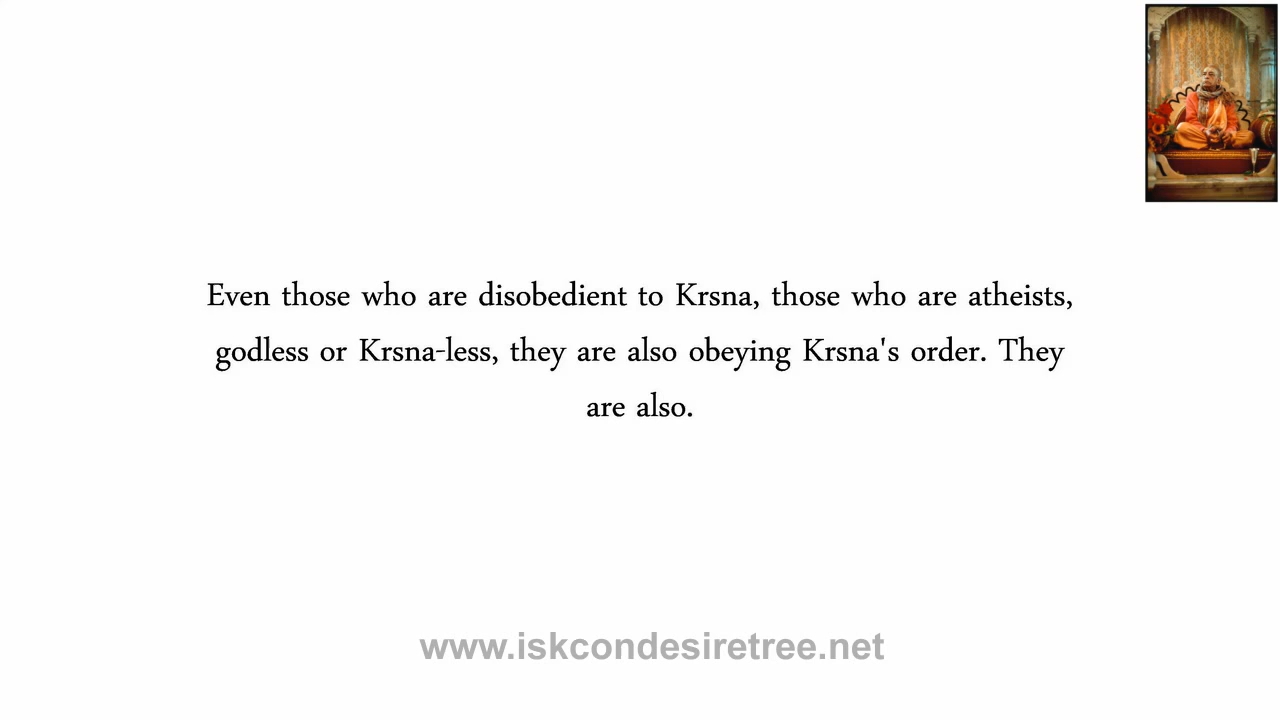 Even those who are disobedient to Krsna, those who are atheists,
godless or Krsna-less, they are also obeying Krsna's order. They
are also.
www.iskcondesiretree.net